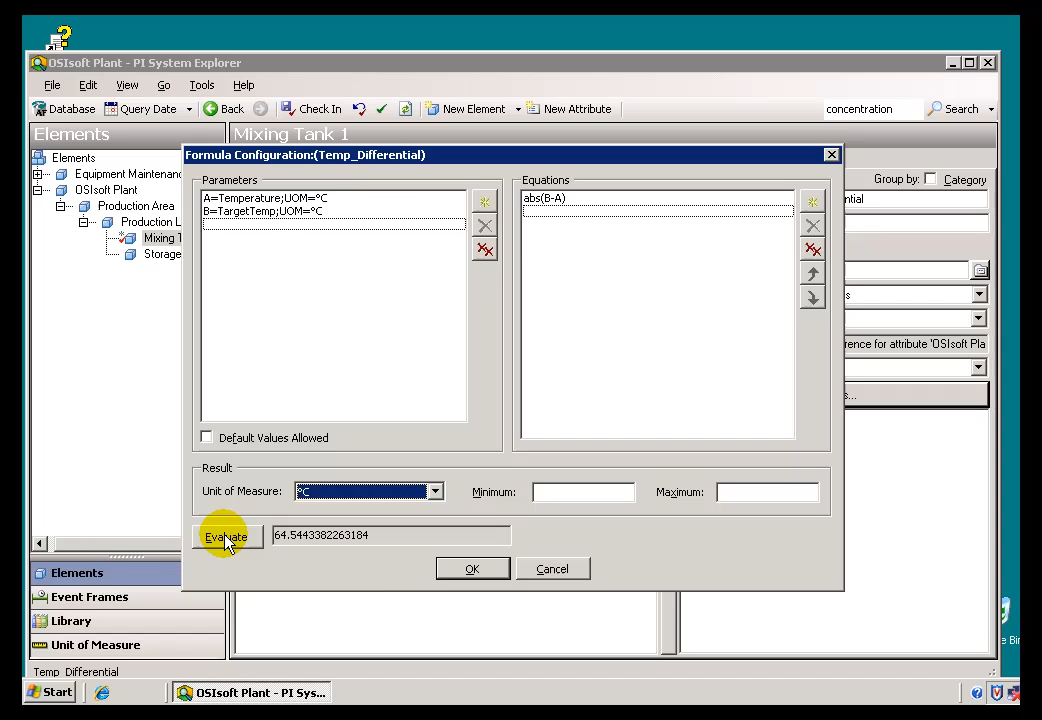 OSIsoft Plant - PI System Explorer
File Edit View Go Tools Help
Database Query Date Back Check In New Element New Attribute concentration Search
Elements
Mixing Tank 1
Elements
Equipment Maintenanc
OSIsoft Plant
Production Area
Production L
Mixing T
Storage
Group by: Category
ntial
s
rence for attribute 'OSIsoft Pla
s...
Formula Configuration:(Temp_Differential)
Parameters
A=Temperature;UOM=°C
B=TargetTemp;UOM=°C
Default Values Allowed
Equations
abs(B-A)
Result
Unit of Measure: °C Minimum: Maximum:
Evaluate 64.5443382263184
OK Cancel
Elements
Event Frames
Library
Unit of Measure
Temp_Differential
e Bin
Start OSIsoft Plant - PI Sys...